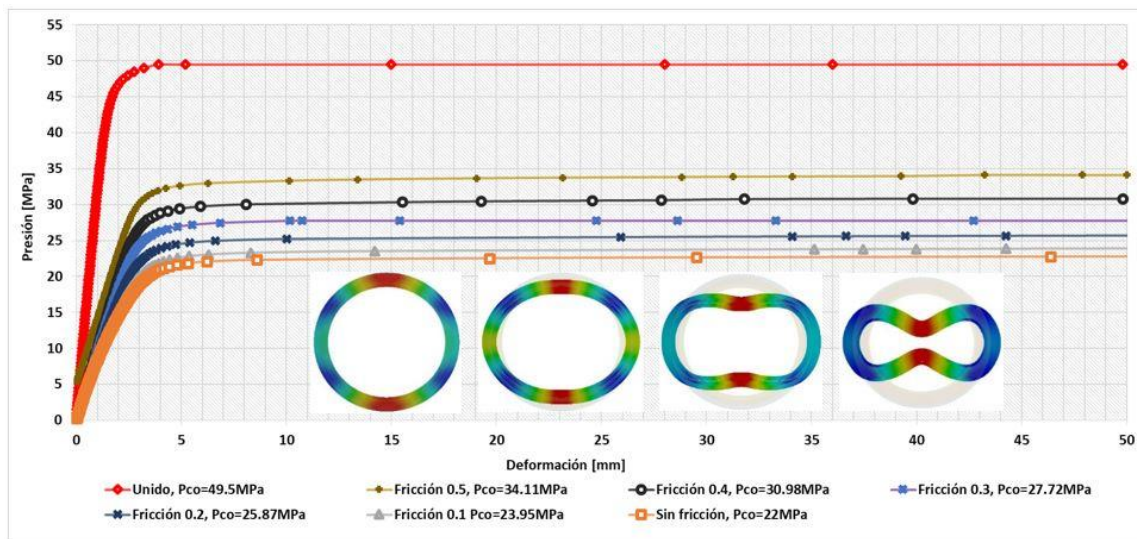 Presión [MPa]
55
50
45
40
35
30
25
20
15
10
5
0
0 5 10 15 20 25 30 35 40 45 50
Deformación [mm]
Unido, Pco=49.5MPa Fricción 0.5, Pco=34.11MPa Fricción 0.4, Pco=30.98MPa Fricción 0.3, Pco=27.72MPa
Fricción 0.2, Pco=25.87MPa Fricción 0.1 Pco=23.95MPa Sin fricción, Pco=22MPa